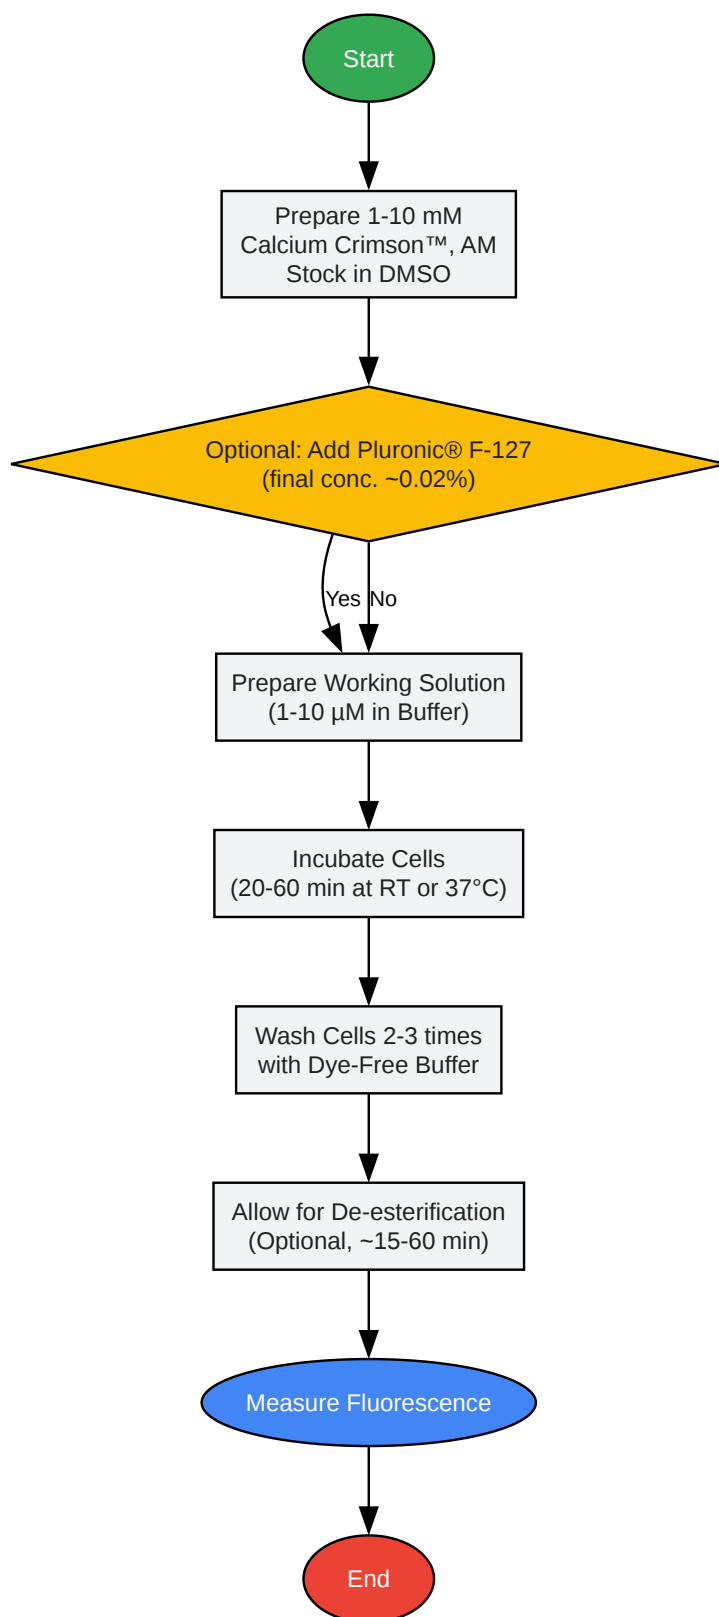 Start
Prepare 1-10 mM
Calcium Crimson™, AM
Stock in DMSO
Optional: Add Pluronic® F-127
(final conc. ~0.02%)
Yes
No
Prepare Working Solution
(1-10 µM in Buffer)
Incubate Cells
(20-60 min at RT or 37°C)
Wash Cells 2-3 times
with Dye-Free Buffer
Allow for De-esterification
(Optional, ~15-60 min)
Measure Fluorescence
End